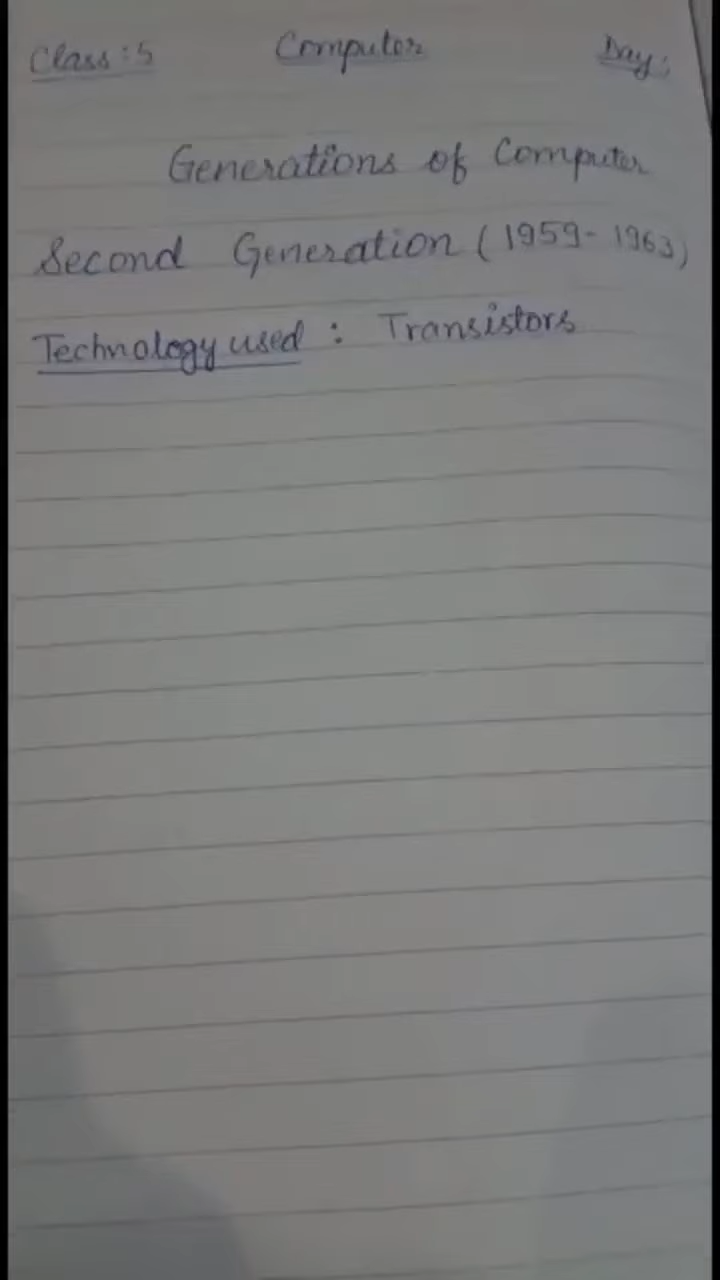 Class : 5 Computer Day :
Generations of Computer
Second Generation ( 1959 - 1963 )
Technology used : Transistors